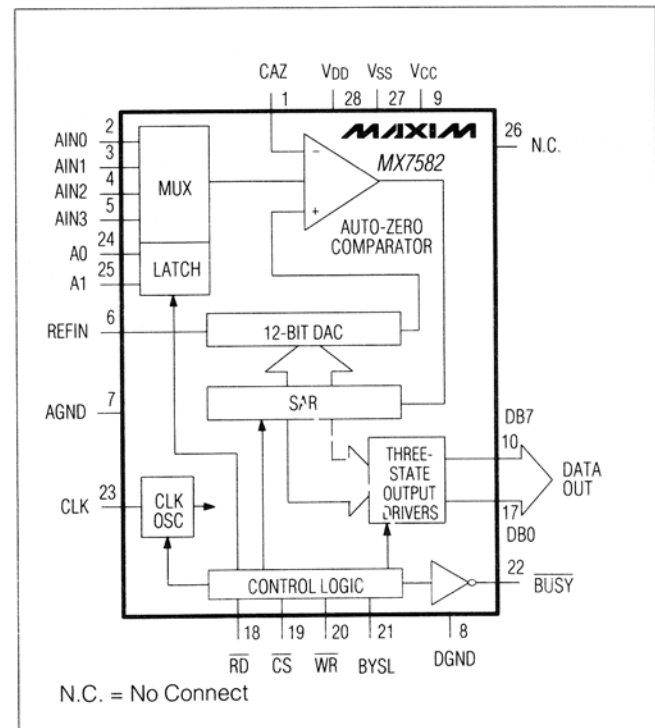 CAZ VDD VSS VCC
1 28 27 9
MAXIM
MX7582
26
N.C.
2
AIN0
3
AIN1
4
AIN2
5
AIN3
24
A0
25
A1
MUX
LATCH
−
+
AUTO-ZERO
COMPARATOR
6
REFIN
12-BIT DAC
7
AGND
SAR
DB7
10
THREE-
STATE
OUTPUT
DRIVERS
DATA
OUT
17
DB0
23
CLK
CLK
OSC
CONTROL LOGIC
22
BUSY
18 19 20 21 8
RD CS WR BYSL DGND
N.C. = No Connect